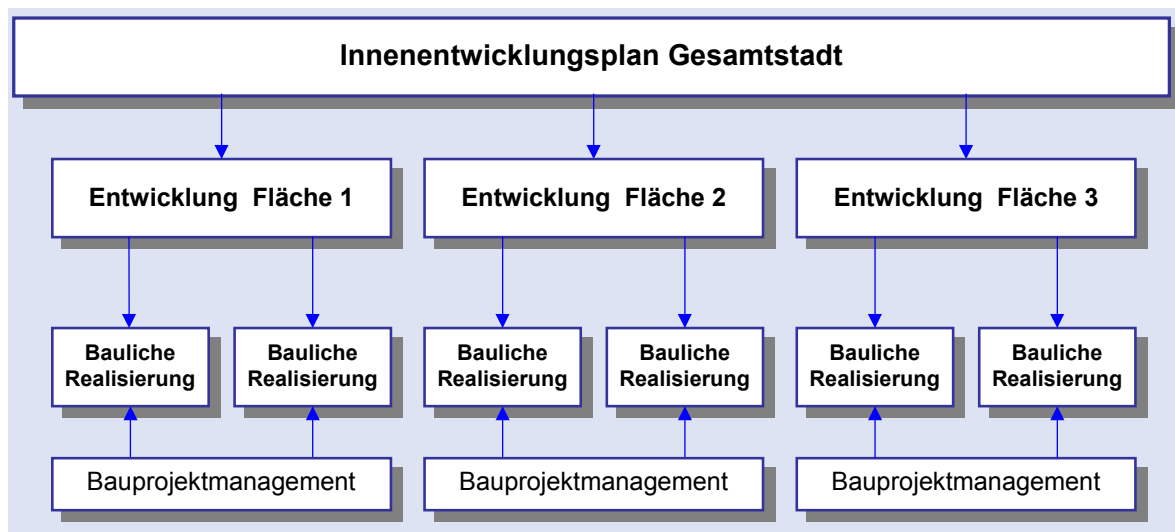 Innenentwicklungsplan Gesamtstadt
Entwicklung Fläche 1
Entwicklung Fläche 2
Entwicklung Fläche 3
Bauliche
Realisierung
Bauliche
Realisierung
Bauliche
Realisierung
Bauliche
Realisierung
Bauliche
Realisierung
Bauliche
Realisierung
Bauprojektmanagement
Bauprojektmanagement
Bauprojektmanagement